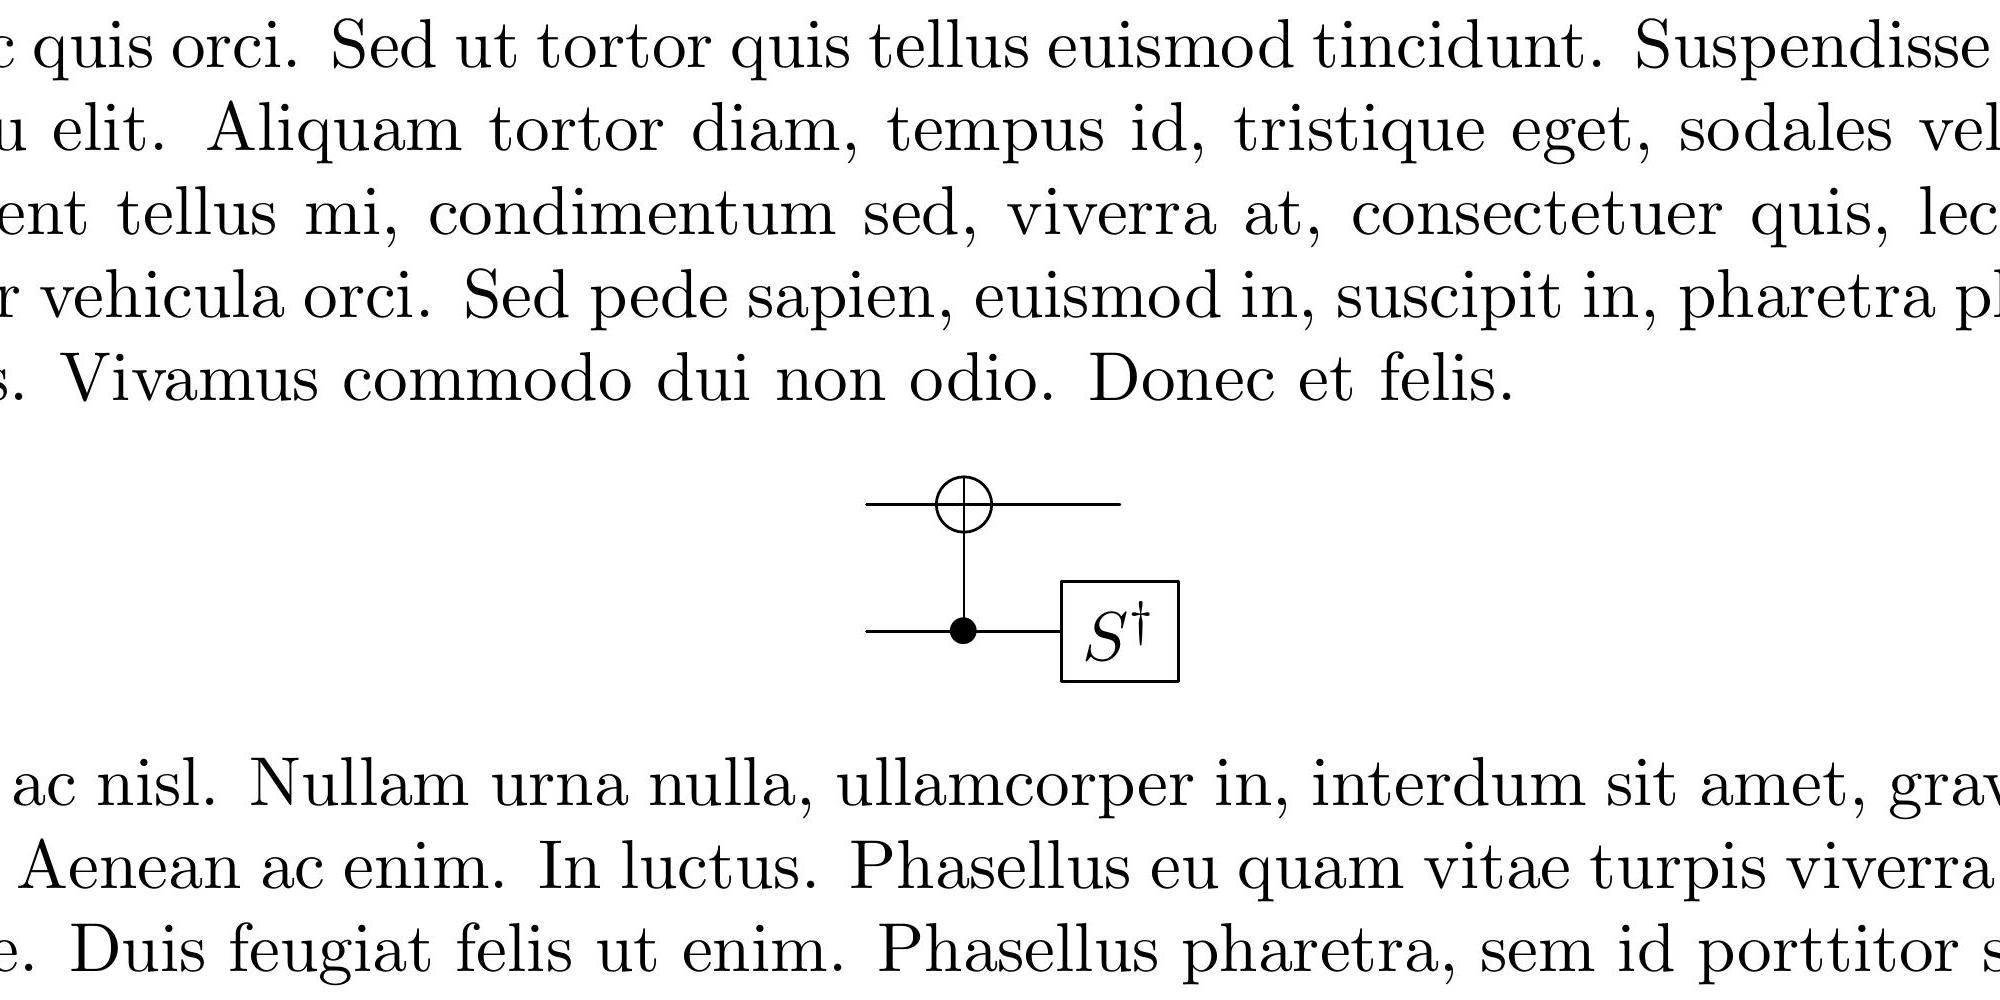 quis orci. Sed ut tortor quis tellus euismod tincidunt. Suspendisse
elit. Aliquam tortor diam, tempus id, tristique eget, sodales vel
ent tellus mi, condimentum sed, viverra at, consectetuer quis, lec
r vehicula orci. Sed pede sapien, euismod in, suscipit in, pharetra
s. Vivamus commodo dui non odio. Donec et felis.
S†
ac nisl. Nullam urna nulla, ullamcorper in, interdum sit amet, grav
Aenean ac enim. In luctus. Phasellus eu quam vitae turpis viverra
e. Duis feugiat felis ut enim. Phasellus pharetra, sem id porttitor